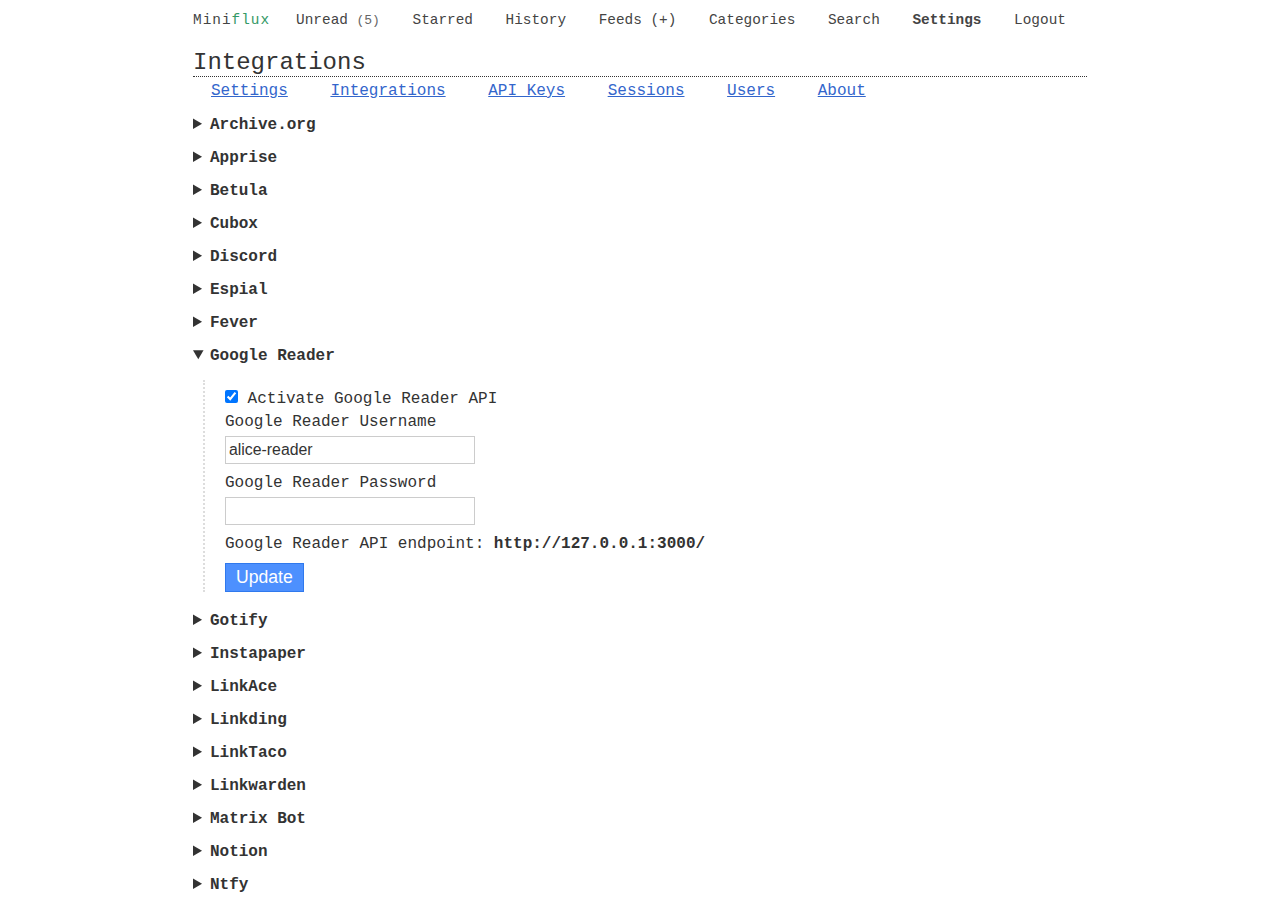 Miniflux Unread (5) Starred History Feeds (+) Categories Search Settings Logout
Integrations
Settings Integrations API Keys Sessions Users About
Archive.org
Apprise
Betula
Cubox
Discord
Espial
Fever
Google Reader
Activate Google Reader API
Google Reader Username
alice-reader
Google Reader Password
Google Reader API endpoint: http://127.0.0.1:3000/
Update
Gotify
Instapaper
LinkAce
Linkding
LinkTaco
Linkwarden
Matrix Bot
Notion
Ntfy